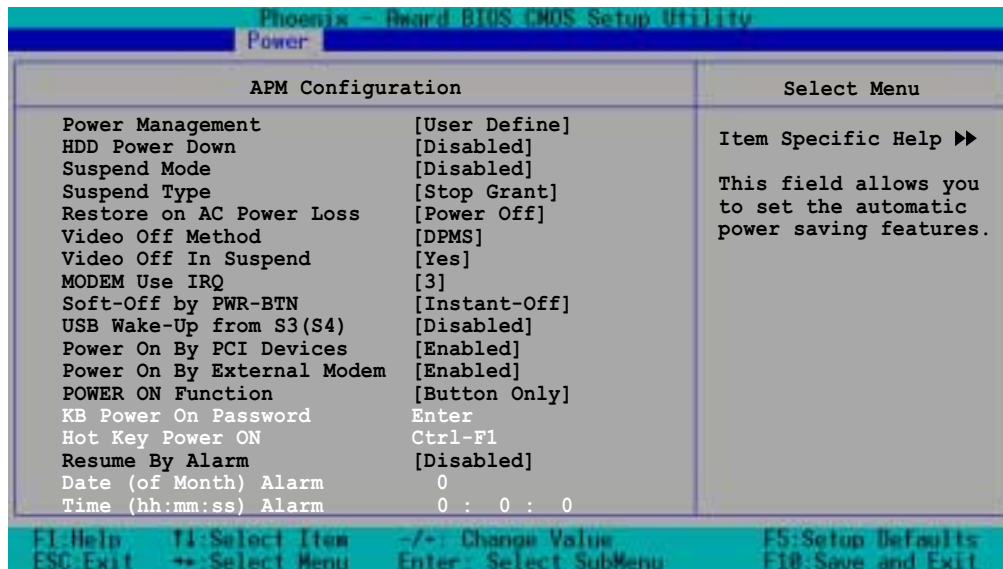 Phoenix - Award BIOS CMOS Setup Utility
Power
APM Configuration
Select Menu
Power Management [User Define]
HDD Power Down [Disabled]
Suspend Mode [Disabled]
Suspend Type [Stop Grant]
Restore on AC Power Loss [Power Off]
Video Off Method [DPMS]
Video Off In Suspend [Yes]
MODEM Use IRQ [3]
Soft-Off by PWR-BTN [Instant-Off]
USB Wake-Up from S3(S4) [Disabled]
Power On By PCI Devices [Enabled]
Power On By External Modem [Enabled]
POWER ON Function [Button Only]
KB Power On Password Enter
Hot Key Power ON Ctrl-F1
Resume By Alarm [Disabled]
Date (of Month) Alarm 0
Time (hh:mm:ss) Alarm 0 : 0 : 0
Item Specific Help ▶▶
This field allows you
to set the automatic
power saving features.
F1:Help ↑↓:Select Item -/+: Change Value F5:Setup Defaults
ESC:Exit ←→:Select Menu Enter: Select SubMenu F10:Save and Exit